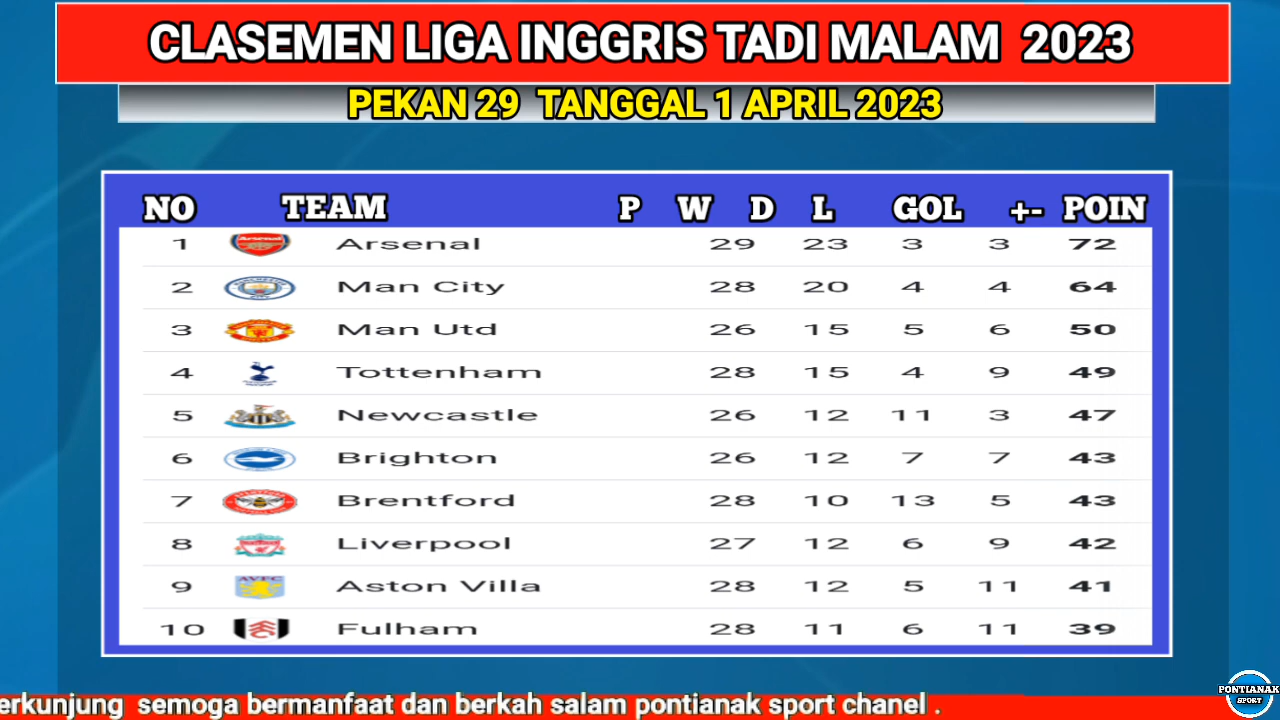 CLASEMEN LIGA INGGRIS TADI MALAM 2023
PEKAN 29 TANGGAL 1 APRIL 2023
NO TEAM P W D L GOL +- POIN
1 Arsenal 29 23 3 3 72
2 Man City 28 20 4 4 64
3 Man Utd 26 15 5 6 50
4 Tottenham 28 15 4 9 49
5 Newcastle 26 12 11 3 47
6 Brighton 26 12 7 7 43
7 Brentford 28 10 13 5 43
8 Liverpool 27 12 6 9 42
9 AVFC Aston Villa 28 12 5 11 41
10 Fulham 28 11 6 11 39
erkunjung semoga bermanfaat dan berkah salam pontianak sport chanel .
PONTIANAK
SPORT